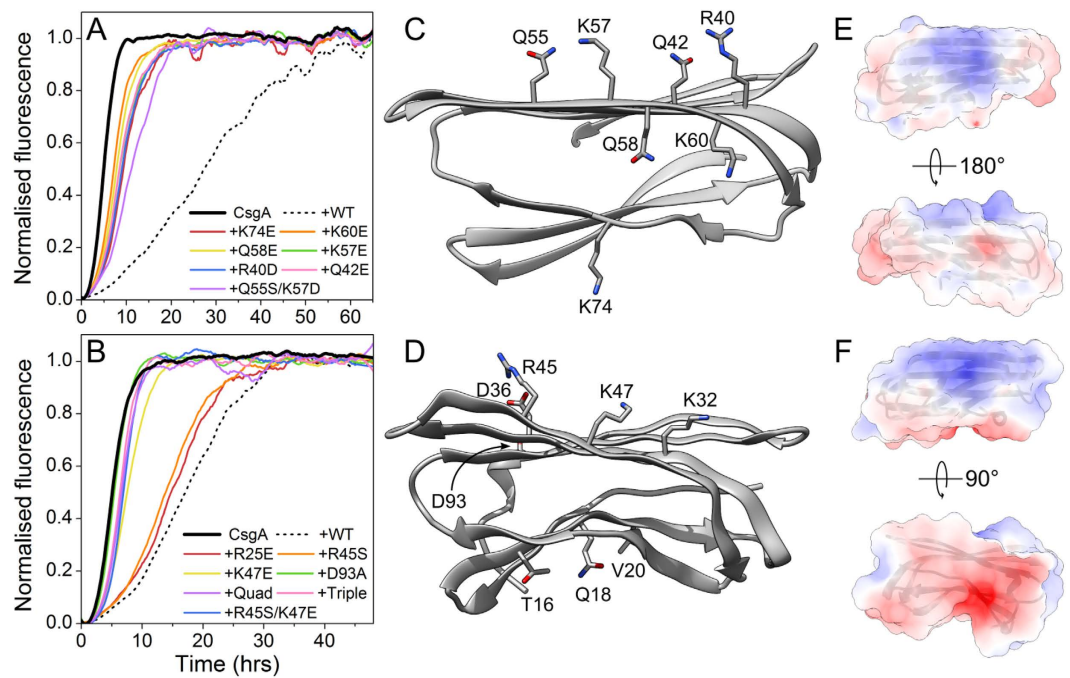 A
Normalised fluorescence
1.0
0.8
0.6
0.4
0.2
0.0
CsgA
+WT
+K74E
+K60E
+Q58E
+K57E
+R40D
+Q42E
+Q55S/K57D
0
10
20
30
40
50
60
B
Normalised fluorescence
1.0
0.8
0.6
0.4
0.2
0.0
CsgA
+WT
+R25E
+R45S
+K47E
+D93A
+Quad
+Triple
+R45S/K47E
0
10
20
30
40
Time (hrs)
C
R40
K57
Q55
Q42
Q58
K60
K74
D
R45
D36
K47
K32
D93
V20
Q18
T16
E
180°
F
90°